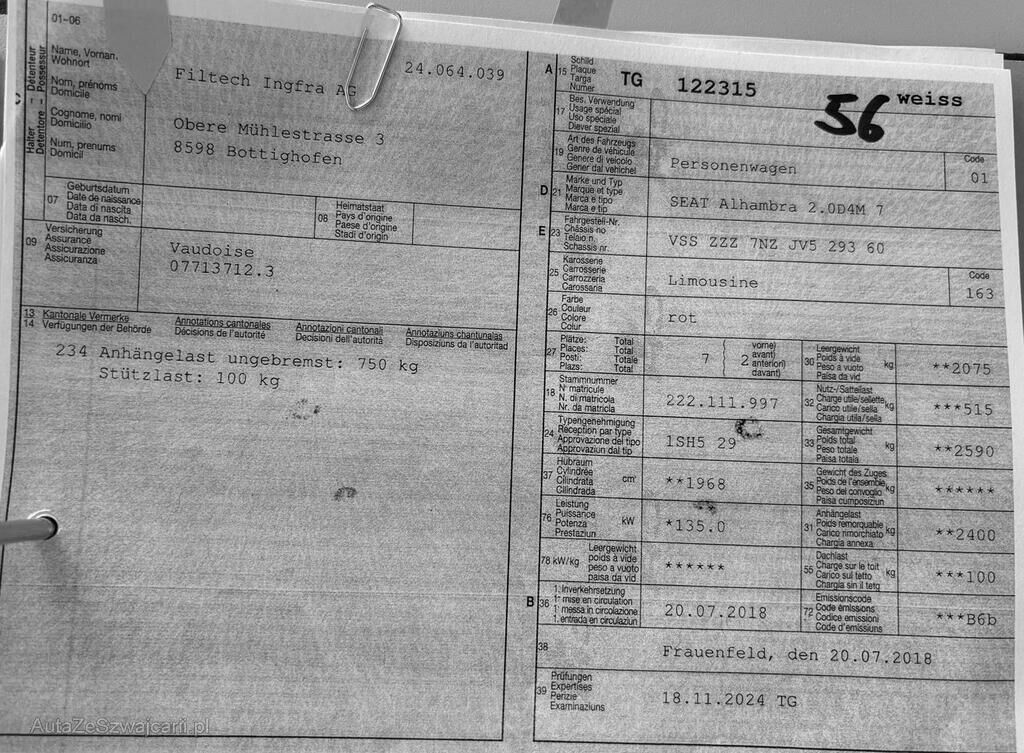 01-06
Halter — Détenteur
Detentore — Possessur
Name, Vornan.
Wohnort
Nom, prénoms
Domicile
Cognome, nomi
Domicilio
Num, prenums
Domicil
24.064.039
Filtech Ingfra AG
Obere Mühlestrasse 3
8598 Bottighofen
07
Geburtsdatum
Date de naissance
Data di nascita
Data da nasch.
08
Heimatstaat
Pays d'origine
Paese d'origine
Stadi d'origin
09
Versicherung
Assurance
Assicurazione
Assicuranza
Vaudoise
07713712.3
13 Kantonale Vermerke
14 Verfügungen der Behörde
Annotations cantonales
Décisions de l'autorité
Annotazioni cantonali
Decisioni dell'autorità
Annotaziuns chantunalas
Disposiziuns da l'autoritad
234 Anhängelast ungebremst: 750 kg
Stützlast: 100 kg
A 15
Schild
Plaque
Targa
Numer
TG 122315
56
weiss
17
Bes. Verwendung
Usage spécial
Uso speciale
Diever spezial
19
Art des Fahrzeugs
Genre de véhicule
Genere di veicolo
Gener dal vehichel
Personenwagen
Code
01
D 21
Marke und Typ
Marque et type
Marca e tipo
Marca e tip
SEAT Alhambra 2.0D4M 7
E 23
Fahrgestell-Nr.
Châssis no
Telaio n.
Schassis nr.
VSS ZZZ 7NZ JV5 293 60
25
Karosserie
Carrosserie
Carrozzeria
Carossaria
Limousine
Code
163
26
Farbe
Couleur
Colore
Colur
rot
27
Plätze: Total
Places: Total
Posti: Totale
Plazs: Total
7
2
vorne)
avant)
anteriori)
davant)
30
Leergewicht
Poids à vide
Peso a vuoto
Paisa da vid
kg
**2075
18
Stammnummer
N° matricule
N. di matricola
Nr. da matricla
222.111.997
32
Nutz-/Sattellast
Charge utile/sellette
Carico utile/sella
Chargia utila/sella
kg
***515
24
Typengenehmigung
Réception par type
Approvazione del tipo
Approvaziun dal tip
1SH5 29
33
Gesamtgewicht
Poids total
Peso totale
Paisa totala
kg
**2590
37
Hubraum
Cylindrée
Cilindrata
Cilindrada
cm³
**1968
35
Gewicht des Zuges
Poids de l'ensemble
Peso del convoglio
Paisa cumposiziun
kg
******
76
Leistung
Puissance
Potenza
Prestaziun
kW
*135.0
31
Anhängelast
Poids remorquable
Carico rimorchiato
Chargia annexa
kg
**2400
78 kW/kg
Leergewicht
poids à vide
peso a vuoto
paisa da vid
******
55
Dachlast
Charge sur le toit
Carico sul tetto
Chargia sin il tetg
kg
***100
B 36
1. Inverkehrsetzung
1re mise en circulation
1a messa in circolazione
1. entrada en circulaziun
20.07.2018
72
Emissionscode
Code émissions
Codice emissioni
Code d'emissiuns
***B6b
38
Frauenfeld, den 20.07.2018
39
Prüfungen
Expertises
Perizie
Examinaziuns
18.11.2024 TG
AutaZeSzwajcarii.pl